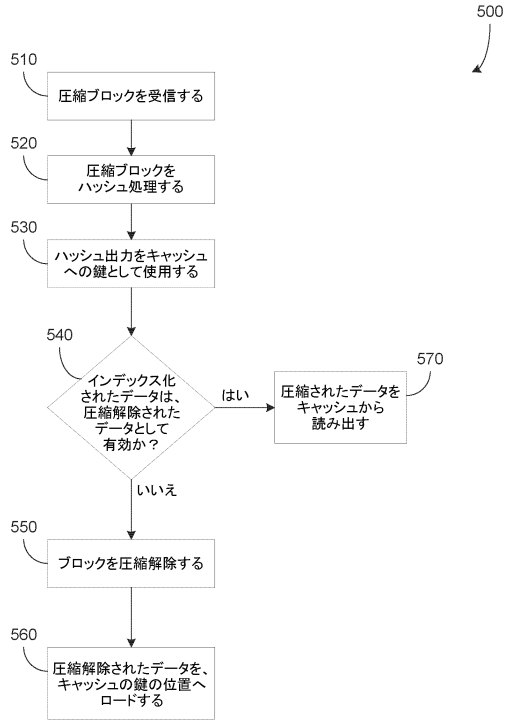 500
510
圧縮ブロックを受信する
520
圧縮ブロックを
ハッシュ処理する
530
ハッシュ出力をキャッシュ
への鍵として使用する
540
インデックス化
されたデータは、
圧縮解除された
データとして
有効か？
はい
570
圧縮されたデータを
キャッシュから
読み出す
いいえ
550
ブロックを圧縮解除する
560
圧縮解除されたデータを、
キャッシュの鍵の位置へ
ロードする